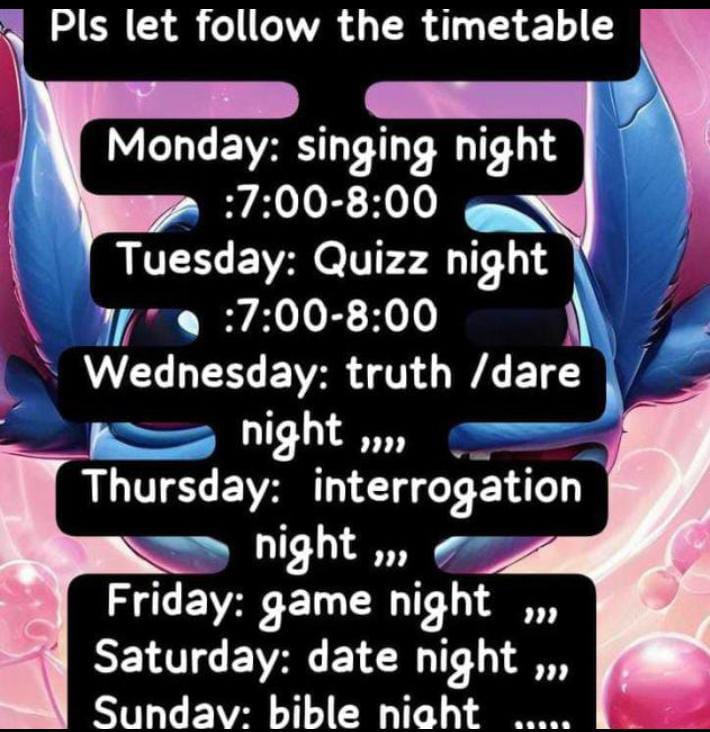 Pls let follow the timetable
Monday: singing night
:7:00-8:00
Tuesday: Quizz night
:7:00-8:00
Wednesday: truth /dare
night ,,,,
Thursday:  interrogation
night ,,,
Friday: game night  ,,,
Saturday: date night ,,,
Sunday: bible night  ,,,,,